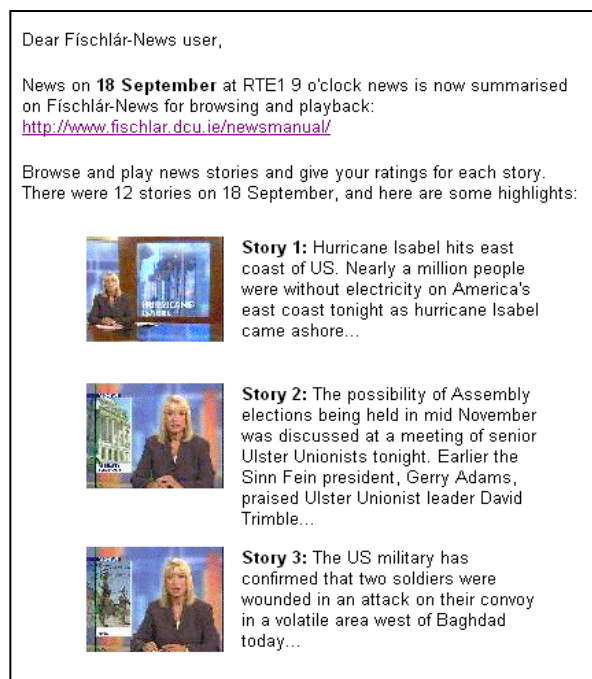 Dear Físchlár-News user,
News on 18 September at RTE1 9 o'clock news is now summarised
on Físchlár-News for browsing and playback:
http://www.fischlar.dcu.ie/newsmanual/
Browse and play news stories and give your ratings for each story.
There were 12 stories on 18 September, and here are some highlights:
HURRICANE
ISABEL
Story 1: Hurricane Isabel hits east
coast of US. Nearly a million people
were without electricity on America's
east coast tonight as hurricane Isabel
came ashore...
Story 2: The possibility of Assembly
elections being held in mid November
was discussed at a meeting of senior
Ulster Unionists tonight. Earlier the
Sinn Fein president, Gerry Adams,
praised Ulster Unionist leader David
Trimble...
Story 3: The US military has
confirmed that two soldiers were
wounded in an attack on their convoy
in a volatile area west of Baghdad
today...